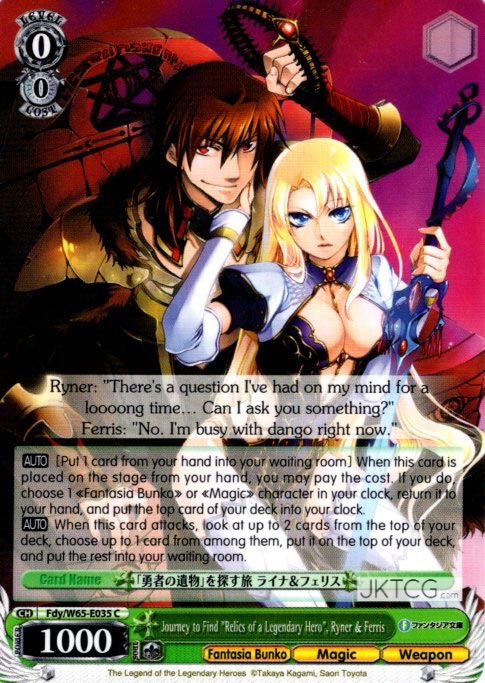 LEVEL
0
0
COST
Ryner: "There's a question I've had on my mind for a
loooong time... Can I ask you something?"
Ferris: "No. I'm busy with dango right now."
AUTO [Put 1 card from your hand into your waiting room] When this card is
placed on the stage from your hand, you may pay the cost. If you do,
choose 1 «Fantasia Bunko» or «Magic» character in your clock, return it to
your hand, and put the top card of your deck into your clock.
AUTO When this card attacks, look at up to 2 cards from the top of your
deck, choose up to 1 card from among them, put it on the top of your deck,
and put the rest into your waiting room.
Card Name
「勇者の遺物」を探す旅 ライナ&フェリス
JKTCG.com
CH Fdy/W65-E035 C
POWER
1000
Journey to Find "Relics of a Legendary Hero", Ryner & Ferris
ファンタジア文庫
Fantasia Bunko Magic Weapon
The Legend of the Legendary Heroes ©Takaya Kagami, Saori Toyota